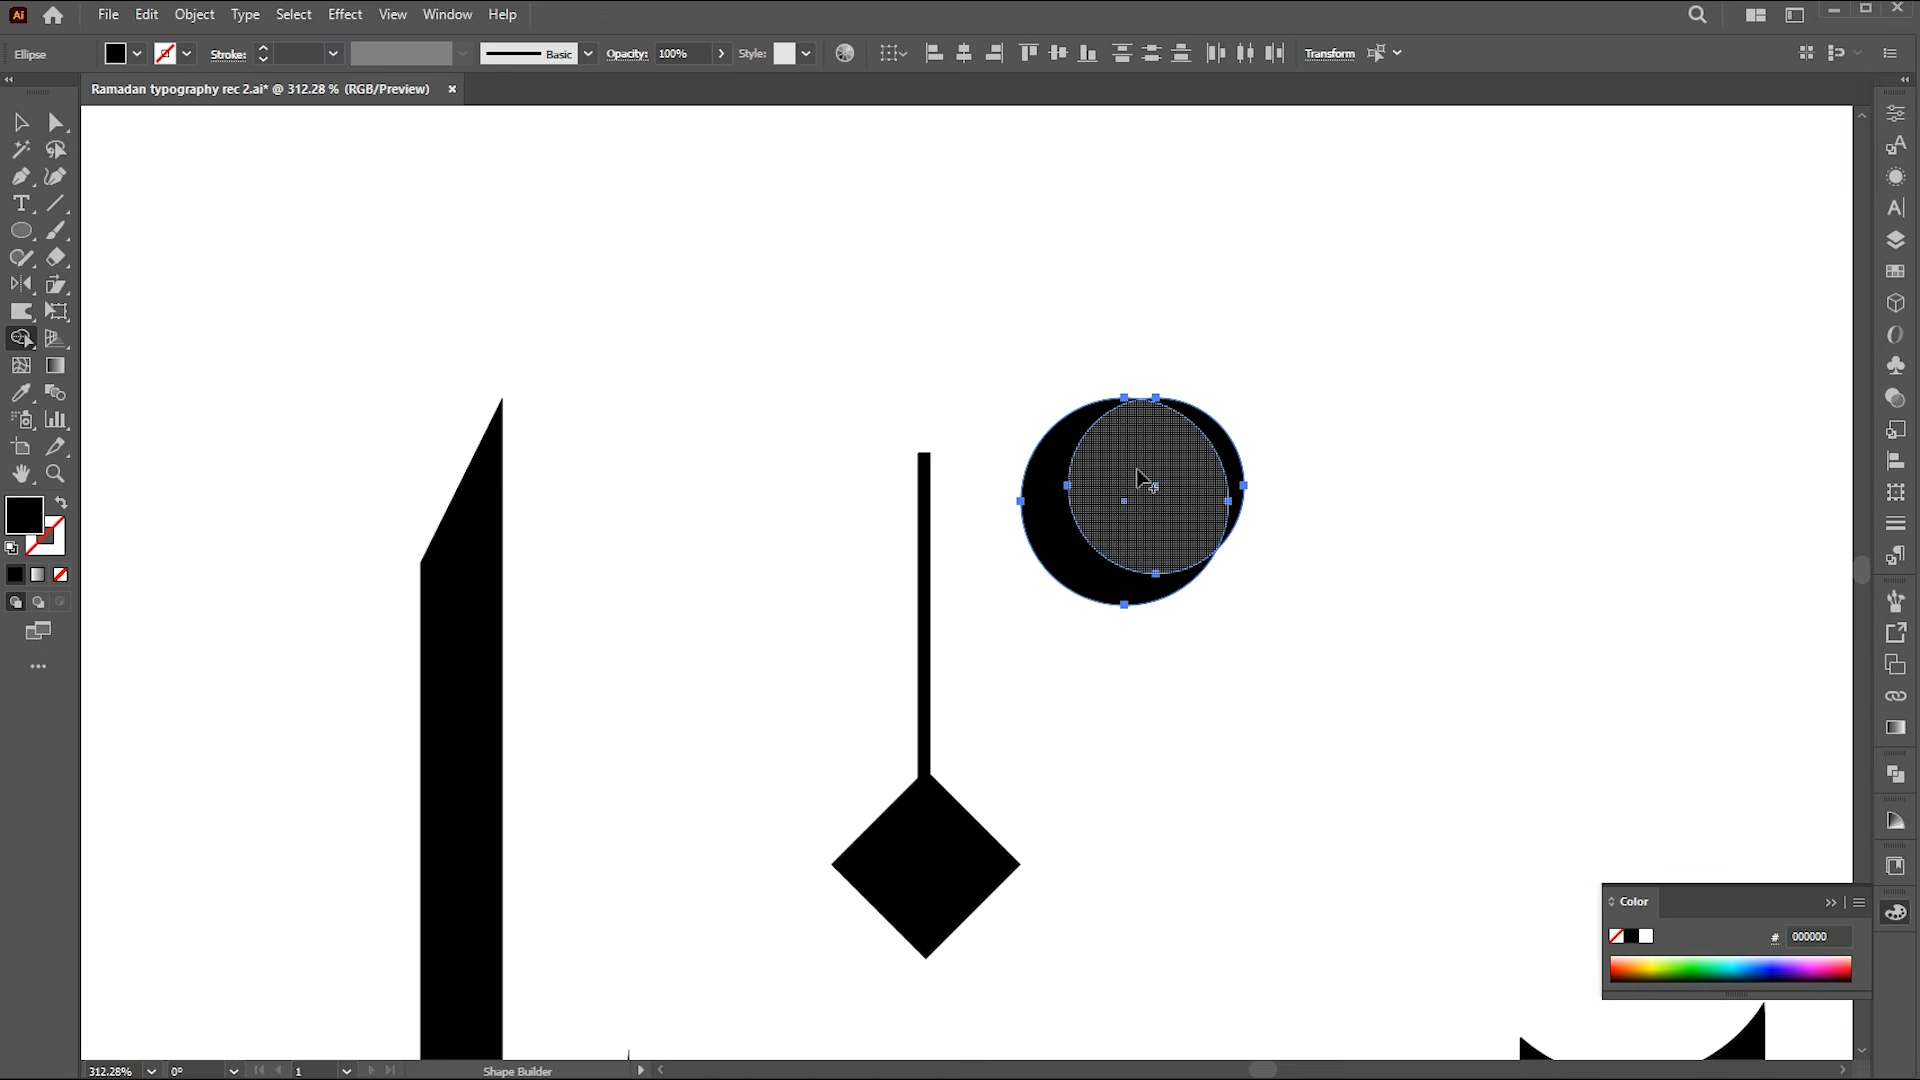 Ai File Edit Object Type Select Effect View Window Help
Ellipse Stroke: Basic Opacity: 100% Style: Transform
Ramadan typography rec 2.ai* @ 312.28 % (RGB/Preview) ×
Color
# 000000
312.28% 0° 1 Shape Builder